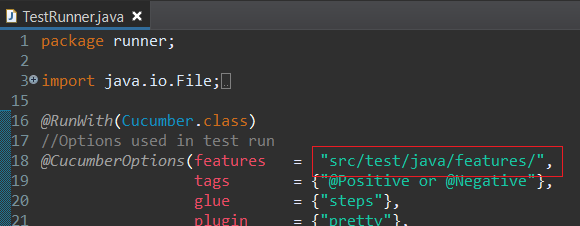 TestRunner.java
1 package runner;
2
3 import java.io.File;
15
16 @RunWith(Cucumber.class)
17 //Options used in test run
18 @CucumberOptions(features = "src/test/java/features/",
19 tags = {"@Positive or @Negative"},
20 glue = {"steps"},
21 plugin = {"pretty"},